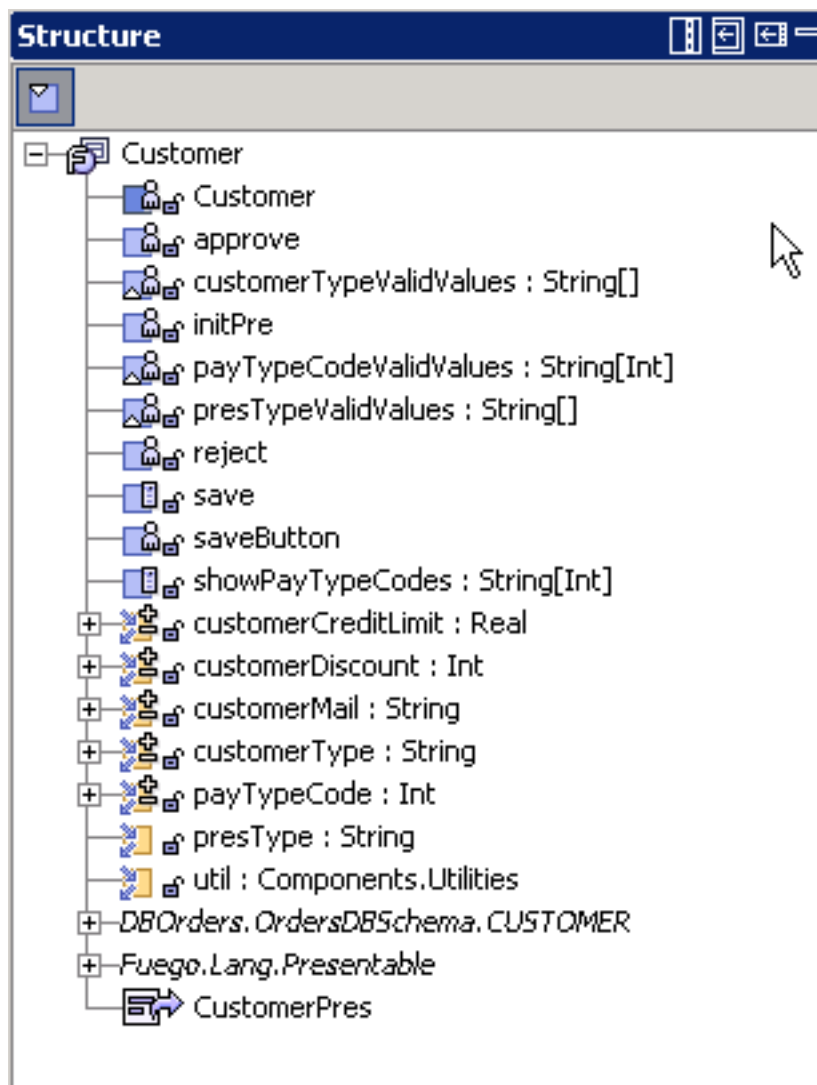 Structure
Customer
Customer
approve
customerTypeValidValues : String[]
initPre
payTypeCodeValidValues : String[Int]
presTypeValidValues : String[]
reject
save
saveButton
showPayTypeCodes : String[Int]
customerCreditLimit : Real
customerDiscount : Int
customerMail : String
customerType : String
payTypeCode : Int
presType : String
util : Components.Utilities
DBOrders.OrdersDBSchema.CUSTOMER
Fuego.Lang.Presentable
CustomerPres